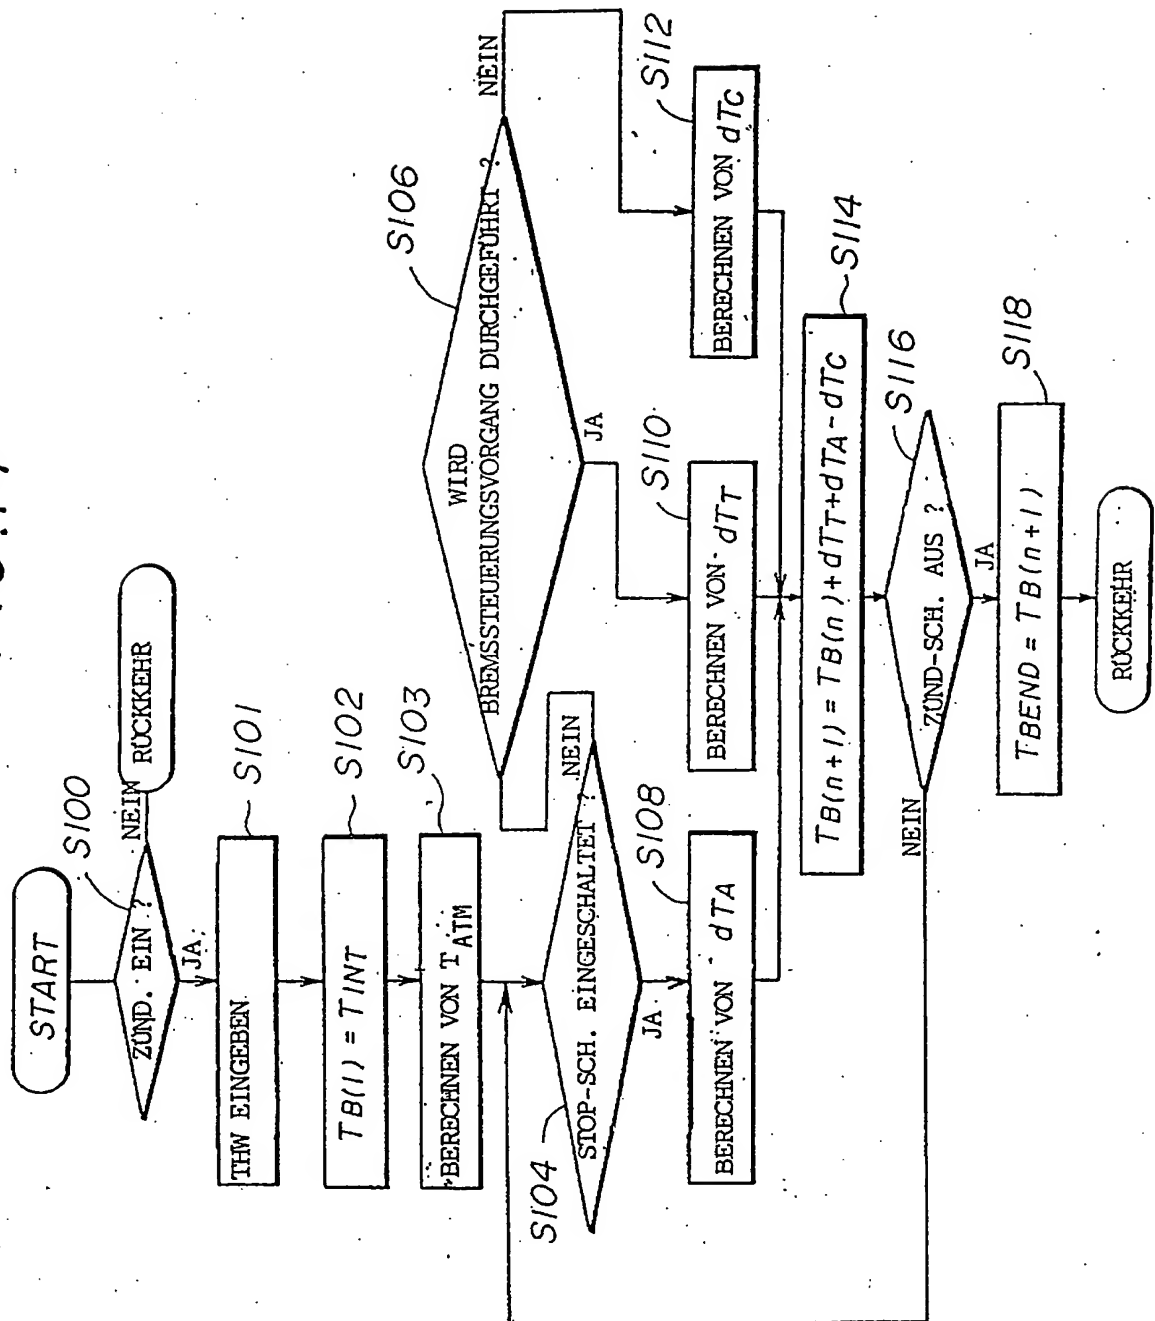 START
ZÜND. EIN ?
S100
NEIN
RÜCKKEHR
JA
THW EINGEBEN
S101
TB(1) = TINT
S102
BERECHNEN VON TATM
S103
STOP-SCH. EINGESCHALTET ?
S104
NEIN
JA
WIRD
BREMSSTEUERUNGSVORGANG DURCHGEFÜHRT ?
S106
NEIN
JA
BERECHNEN VON dTA
S108
BERECHNEN VON dTT
S110
BERECHNEN VON dTC
S112
TB(n+1) = TB(n)+dTT+dTA-dTC
S114
ZÜND-SCH. AUS ?
S116
NEIN
JA
TBEND = TB(n+1)
S118
RÜCKKEHR